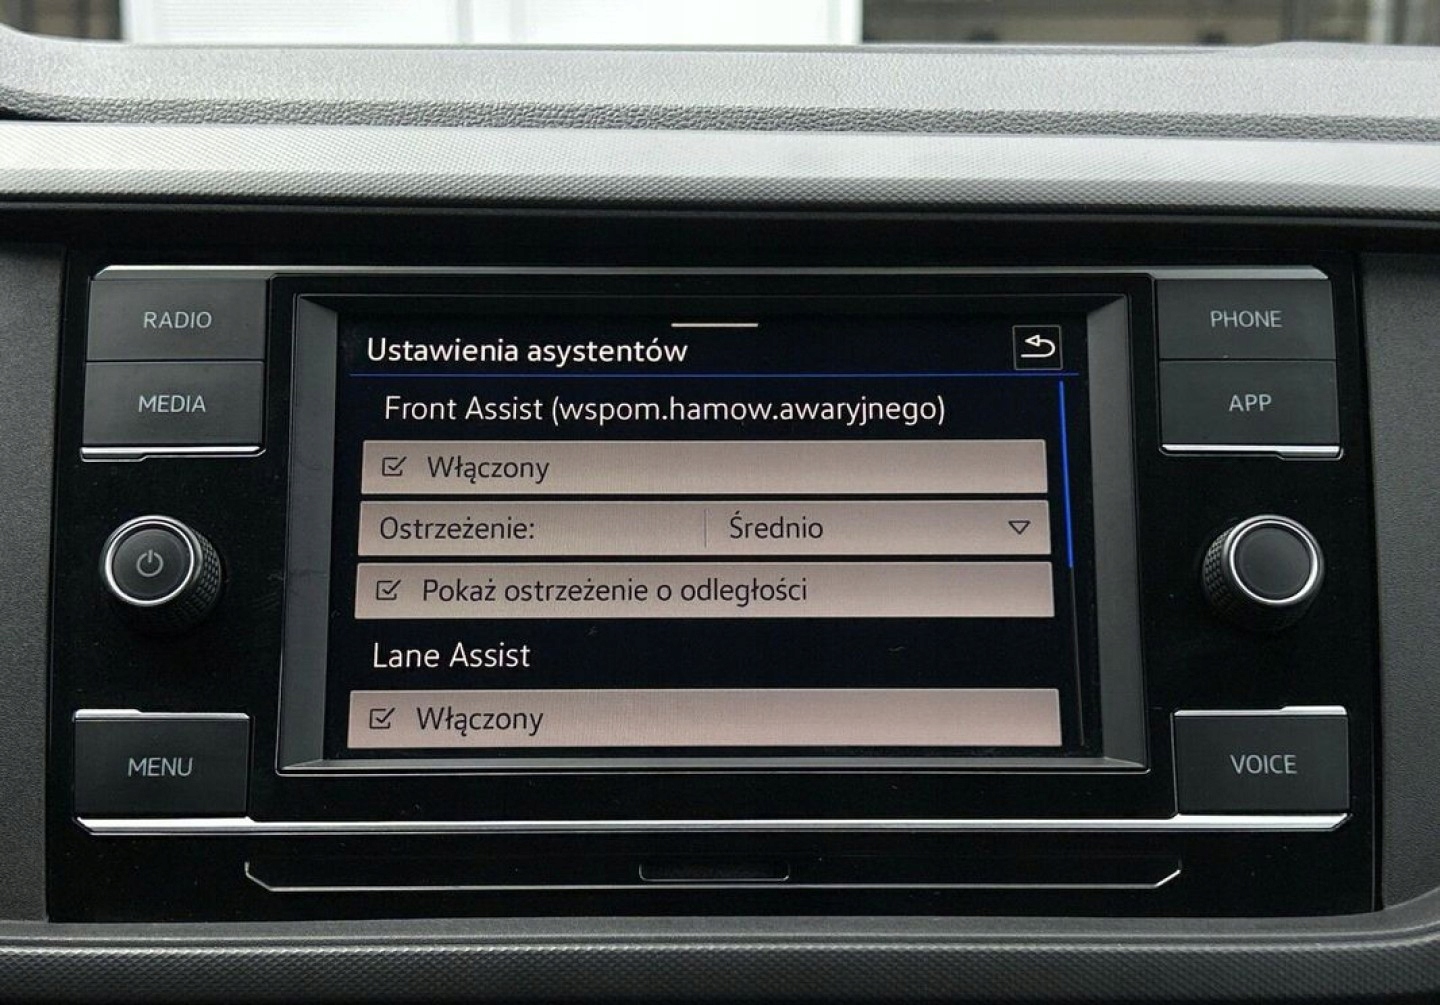 RADIO
MEDIA
MENU
Ustawienia asystentów
Front Assist (wspom.hamow.awaryjnego)
Włączony
Ostrzeżenie: Średnio
Pokaż ostrzeżenie o odległości
Lane Assist
Włączony
PHONE
APP
VOICE